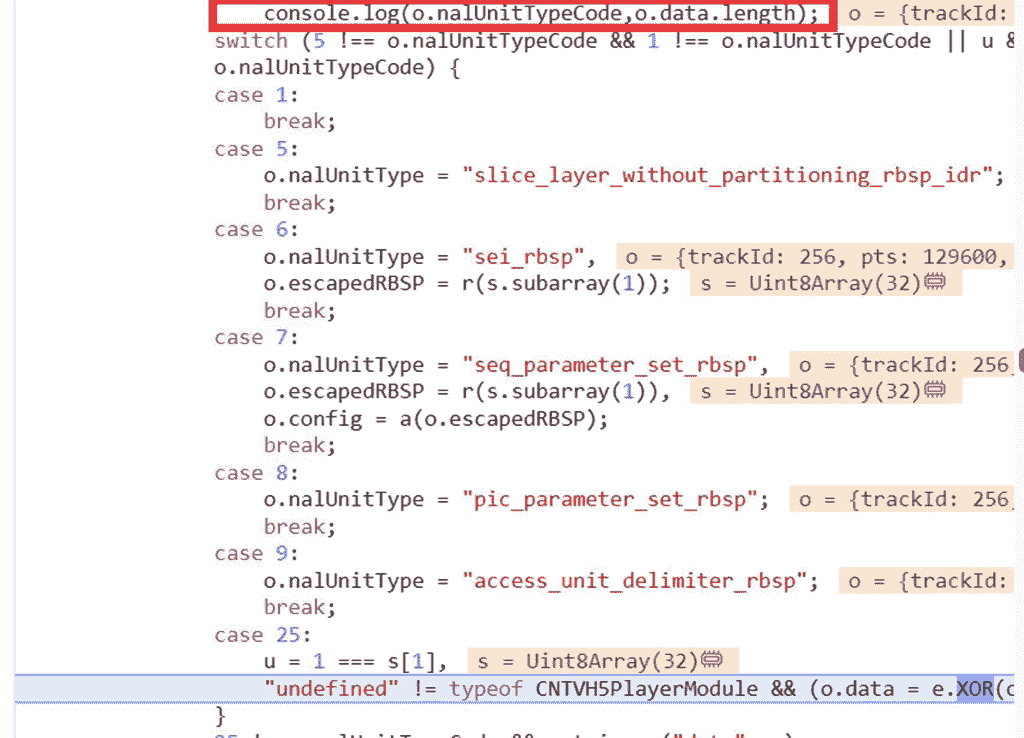 console.log(o.nalUnitTypeCode,o.data.length); o = {trackId:
switch (5 !== o.nalUnitTypeCode && 1 !== o.nalUnitTypeCode || u &
o.nalUnitTypeCode) {
case 1:
break;
case 5:
o.nalUnitType = "slice_layer_without_partitioning_rbsp_idr";
break;
case 6:
o.nalUnitType = "sei_rbsp", o = {trackId: 256, pts: 129600,
o.escapedRBSP = r(s.subarray(1)); s = Uint8Array(32)
break;
case 7:
o.nalUnitType = "seq_parameter_set_rbsp", o = {trackId: 256
o.escapedRBSP = r(s.subarray(1)), s = Uint8Array(32)
o.config = a(o.escapedRBSP);
break;
case 8:
o.nalUnitType = "pic_parameter_set_rbsp"; o = {trackId: 256
break;
case 9:
o.nalUnitType = "access_unit_delimiter_rbsp"; o = {trackId:
break;
case 25:
u = 1 === s[1], s = Uint8Array(32)
"undefined" != typeof CNTVH5PlayerModule && (o.data = e.XOR(
}